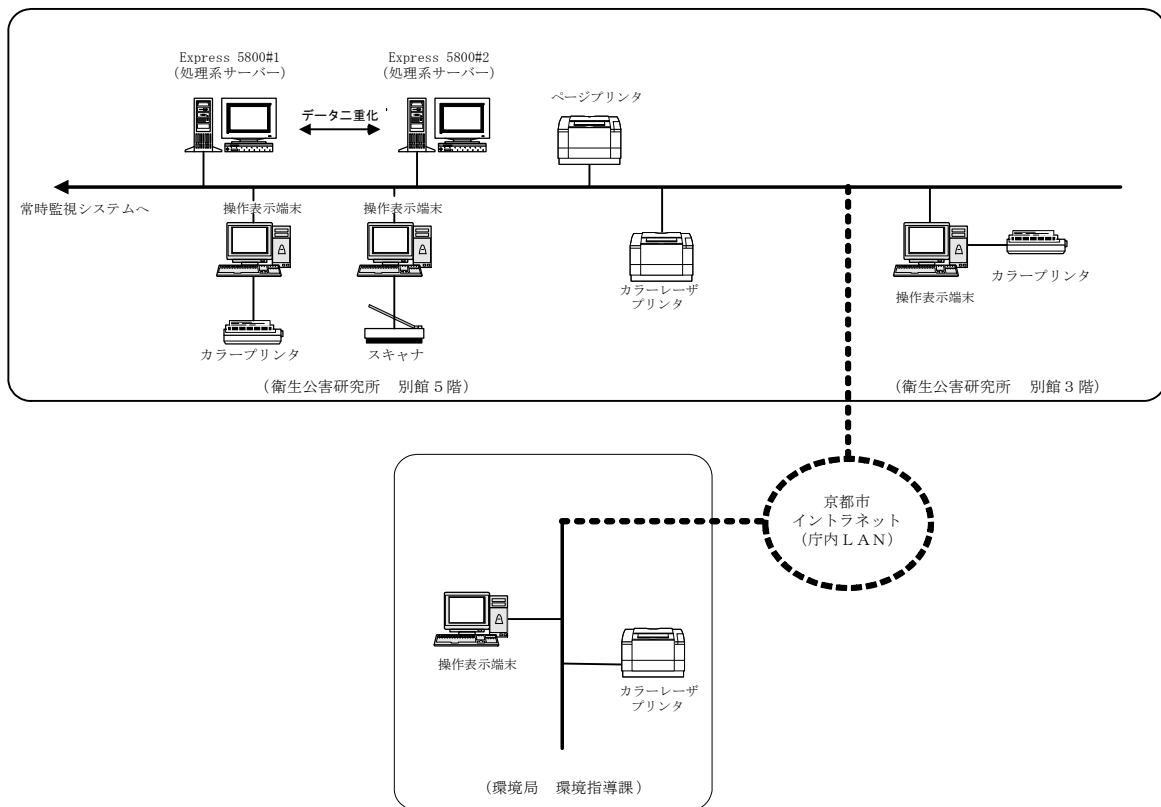 Express 5800#1
(処理系サーバー)
Express 5800#2
(処理系サーバー)
データ二重化
ページプリンタ
常時監視システムへ
操作表示端末
操作表示端末
カラーレーザ
プリンタ
操作表示端末
カラープリンタ
カラープリンタ
スキャナ
(衛生公害研究所 別館5階)
(衛生公害研究所 別館3階)
京都市
イントラネット
(庁内LAN)
操作表示端末
カラーレーザ
プリンタ
(環境局 環境指導課)